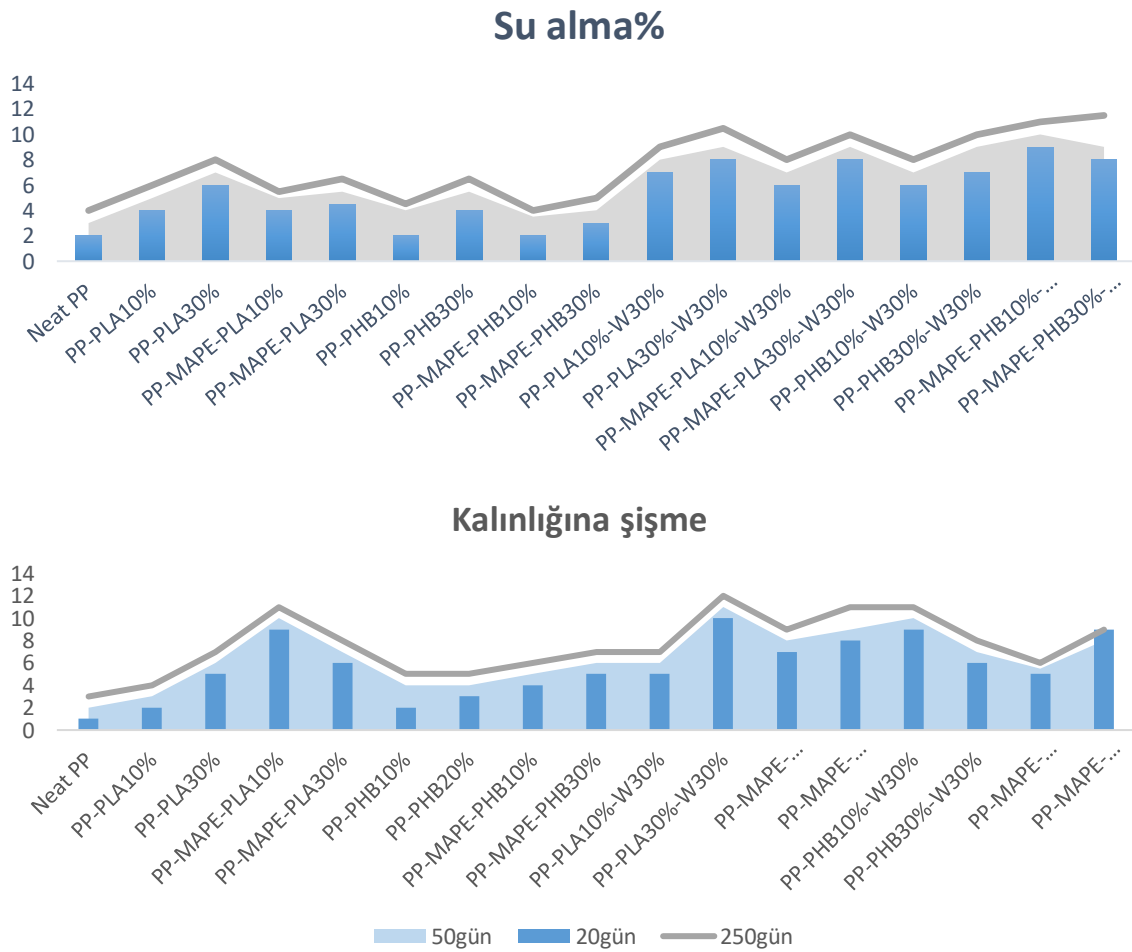 Su alma%
14
12
10
8
6
4
2
0
Neat PP
PP-PLA10%
PP-PLA30%
PP-MAPE-PLA10%
PP-MAPE-PLA30%
PP-PHB10%
PP-PHB30%
PP-MAPE-PHB10%
PP-MAPE-PHB30%
PP-PLA10%-W30%
PP-PLA30%-W30%
PP-MAPE-PLA10%-W30%
PP-MAPE-PLA30%-W30%
PP-PHB10%-W30%
PP-PHB30%-W30%
PP-MAPE-PHB10%-...
PP-MAPE-PHB30%-...
Kalınlığına şişme
14
12
10
8
6
4
2
0
Neat PP
PP-PLA10%
PP-PLA30%
PP-MAPE-PLA10%
PP-MAPE-PLA30%
PP-PHB10%
PP-PHB20%
PP-MAPE-PHB10%
PP-MAPE-PHB30%
PP-PLA10%-W30%
PP-PLA30%-W30%
PP-MAPE-...
PP-MAPE-...
PP-PHB10%-W30%
PP-PHB30%-W30%
PP-MAPE-...
PP-MAPE-...
50gün 20gün 250gün